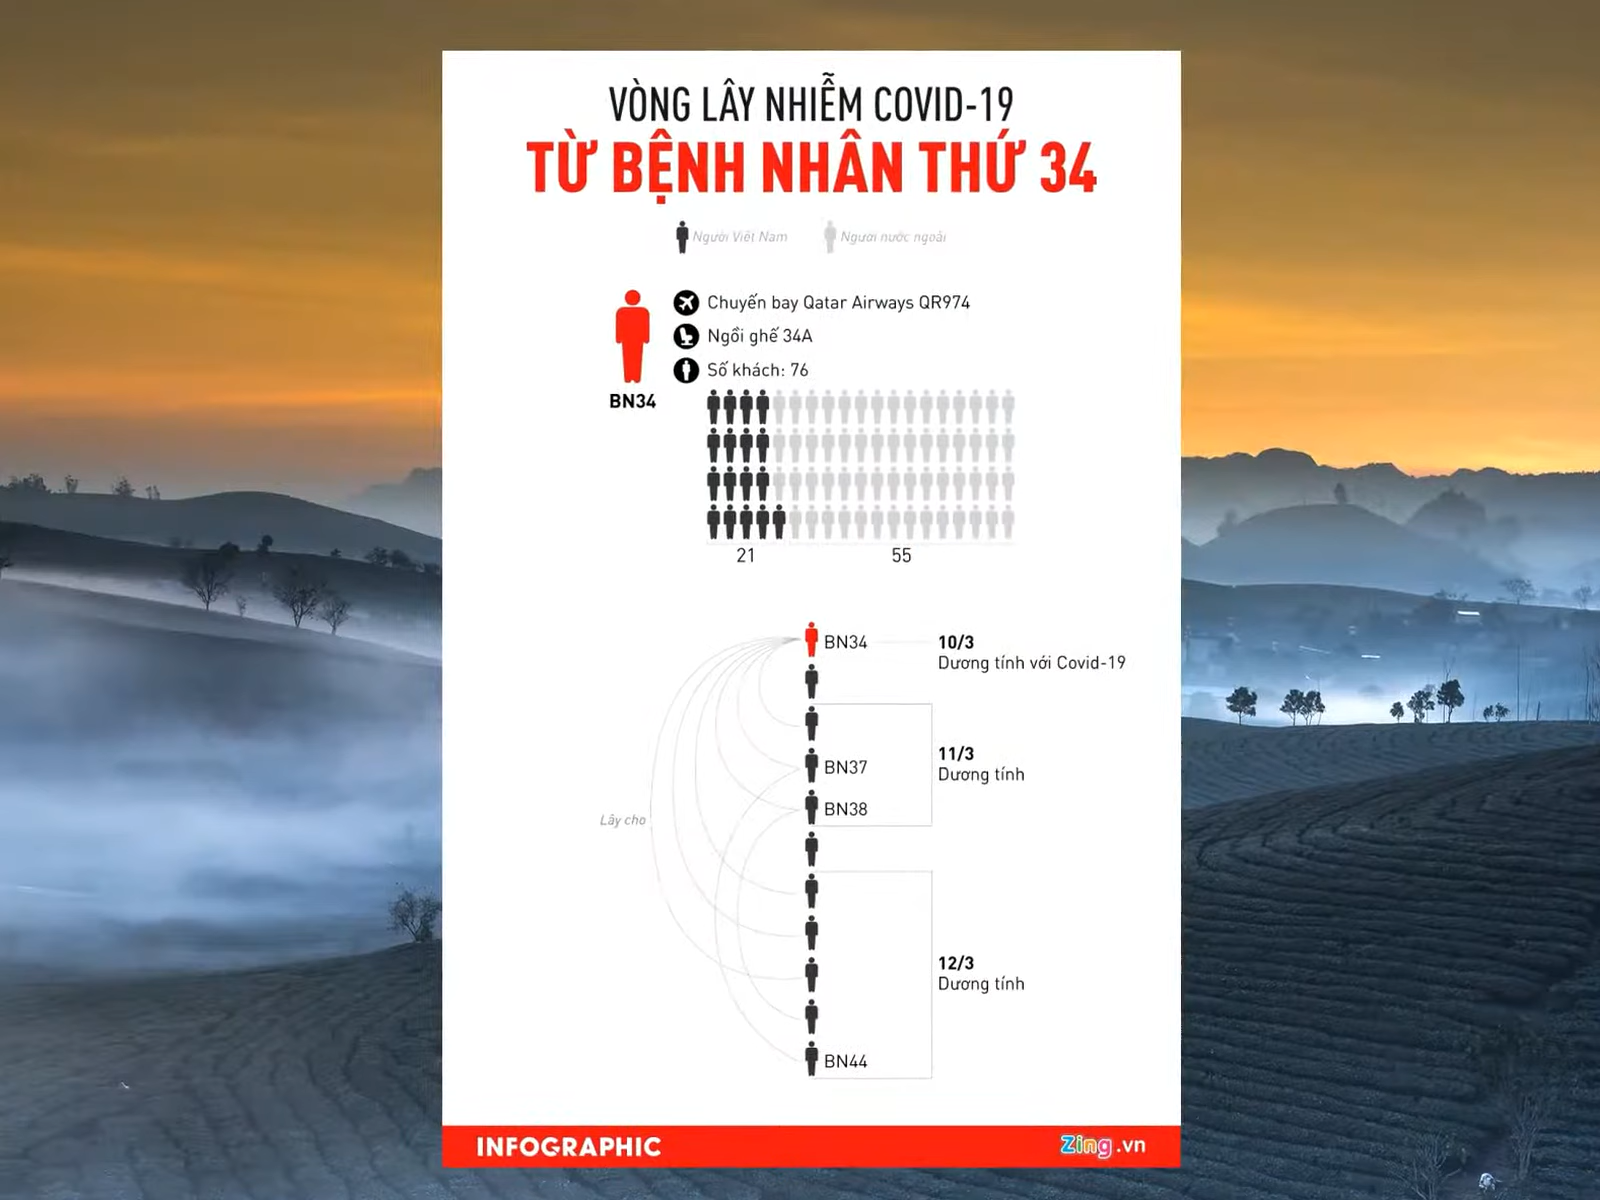 VÒNG LÂY NHIỄM COVID-19
TỪ BỆNH NHÂN THỨ 34
Người Việt Nam
Người nước ngoài
Chuyến bay Qatar Airways QR974
Ngồi ghế 34A
Số khách: 76
BN34
21
55
BN34
10/3
Dương tính với Covid-19
11/3
Dương tính
BN37
BN38
Lây cho
12/3
Dương tính
BN44
INFOGRAPHIC
Zing.vn